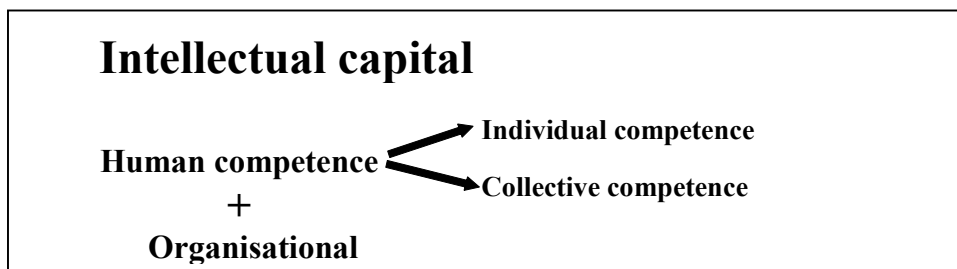 Intellectual capital
Individual competence
Human competence
Collective competence
+
Organisational